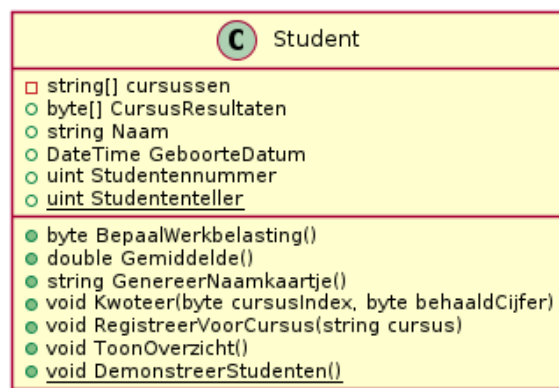 C Student
string[] cursussen
byte[] CursusResultaten
string Naam
DateTime GeboorteDatum
uint Studentennummer
uint Studententeller
byte BepaalWerkbelasting()
double Gemiddelde()
string GenereerNaamkaartje()
void Kwoteer(byte cursusIndex, byte behaaldCijfer)
void RegistreerVoorCursus(string cursus)
void ToonOverzicht()
void DemonstreerStudenten()